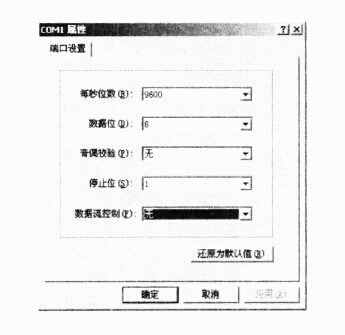 COM1 属性
端口设置
每秒位数(B): 9600
数据位(D): 8
奇偶校验(P): 无
停止位(S): 1
数据流控制(F): 无
还原为默认值(R)
确定 取消 应用(A)